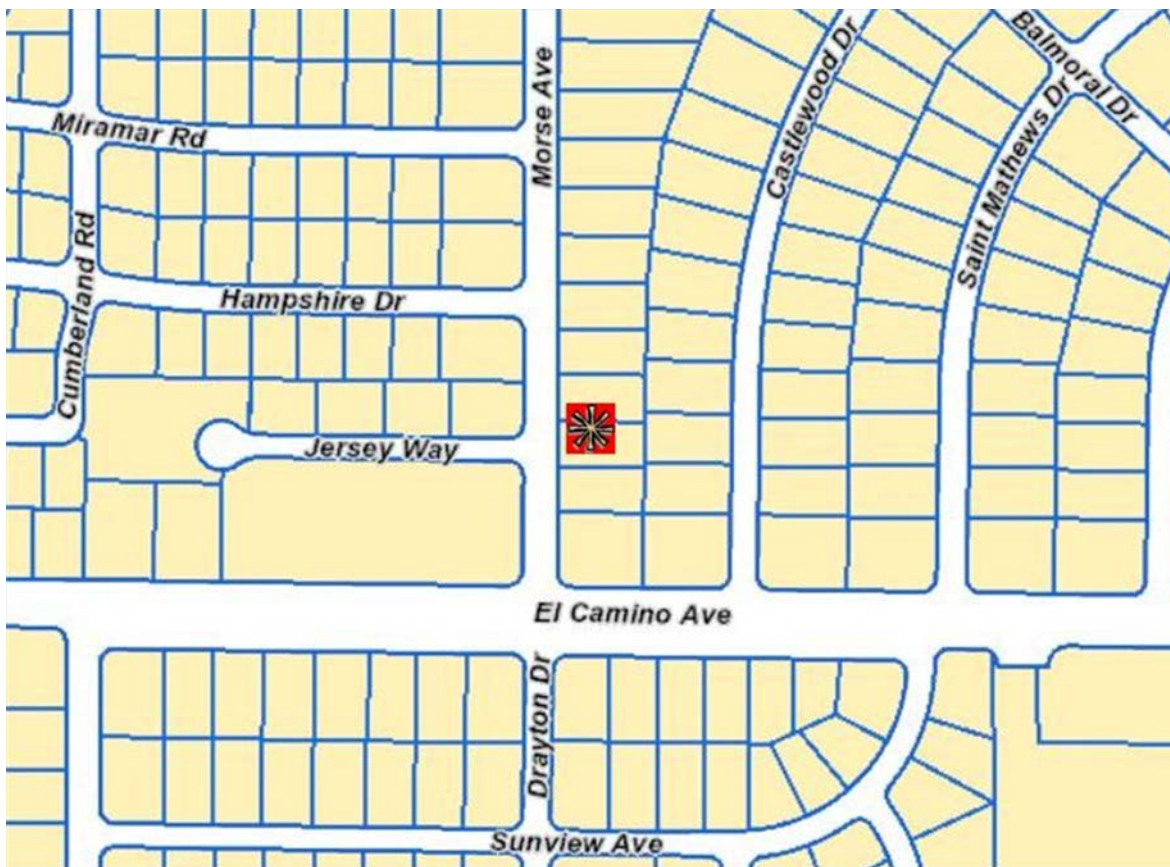 Balmoral Dr
Castlewood Dr
Morse Ave
Miramar Rd
Saint Mathews Dr
Cumberland Rd
Hampshire Dr
Jersey Way
El Camino Ave
Drayton Dr
Sunview Ave